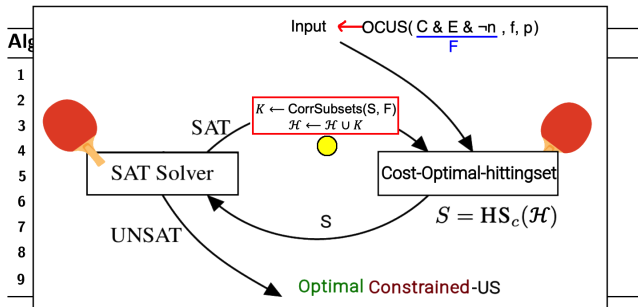 Input ← OCUS( C & E & ¬n , f, p)
F
Alg
1
2
3
4
5
6
7
8
9
K ← CorrSubsets(S, F)
ℋ ← ℋ ∪ K
SAT
SAT Solver
Cost-Optimal-hittingset
S = HS_c(ℋ)
S
UNSAT
Optimal Constrained-US